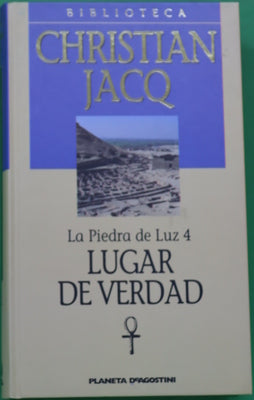 BIBLIOTECA
CHRISTIAN
JACQ
La Piedra de Luz 4
LUGAR
DE VERDAD
PLANETA DeAGOSTINI